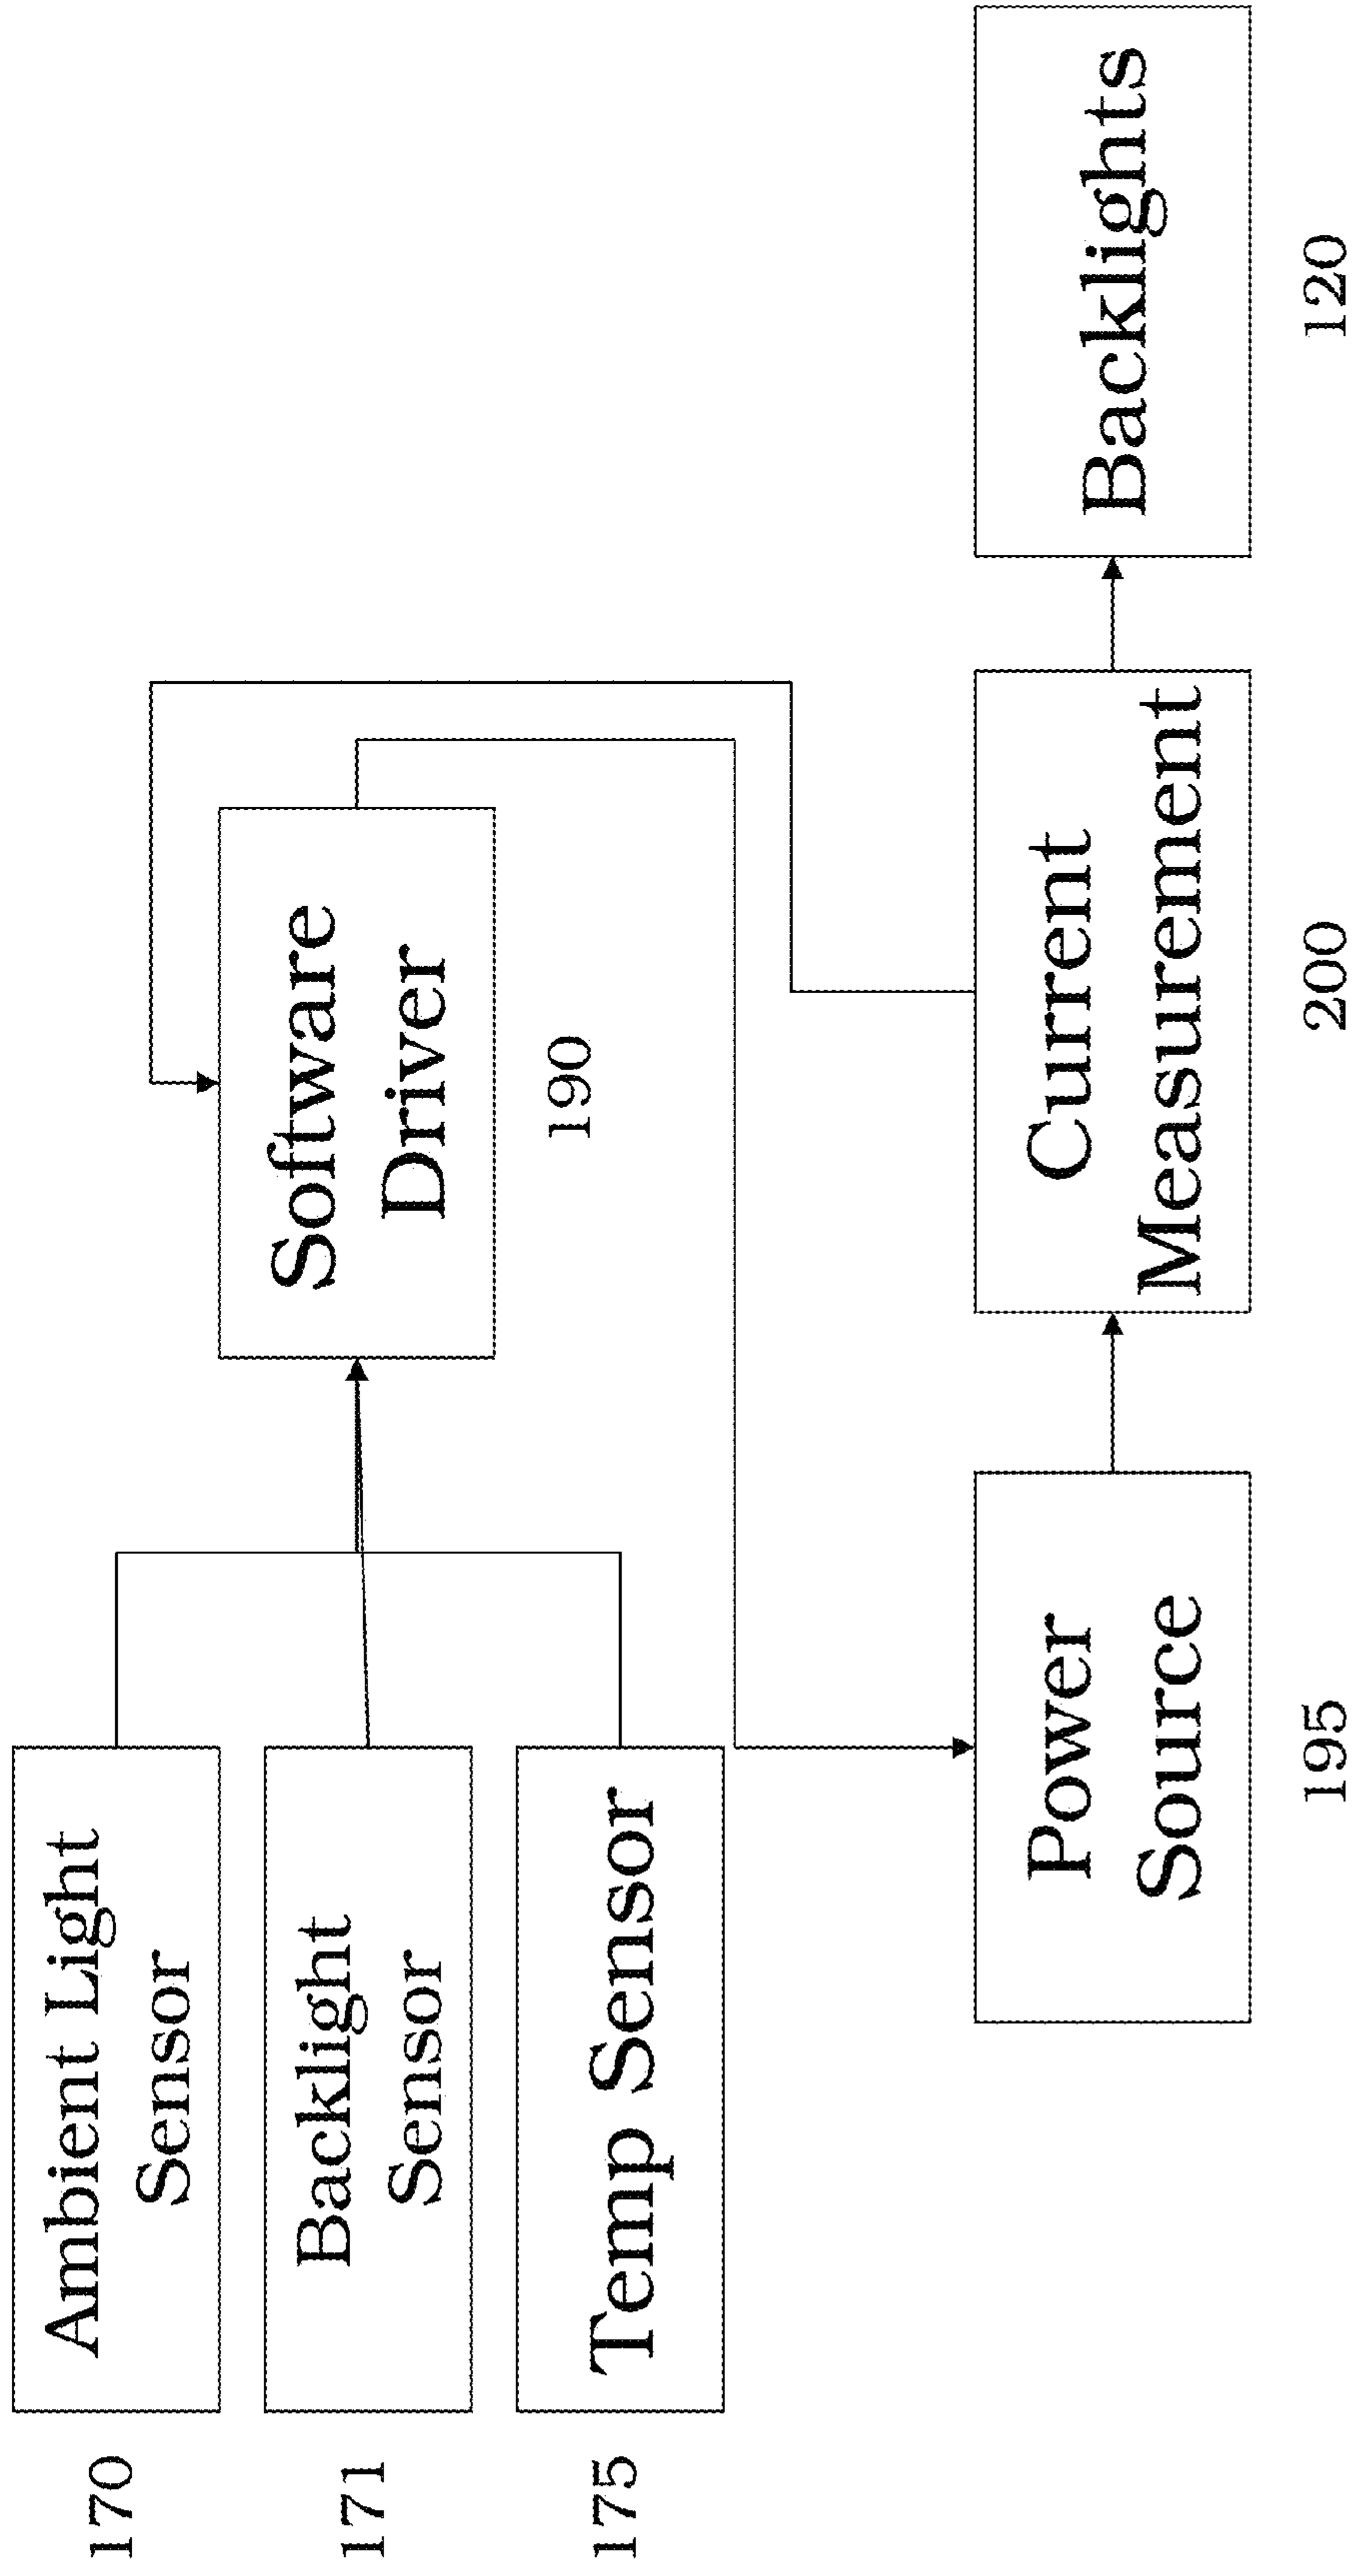 170
Ambient Light
Sensor
171
Backlight
Sensor
175
Temp Sensor
Software
Driver
190
Power
Source
195
Current
Measurement
200
Backlights
120